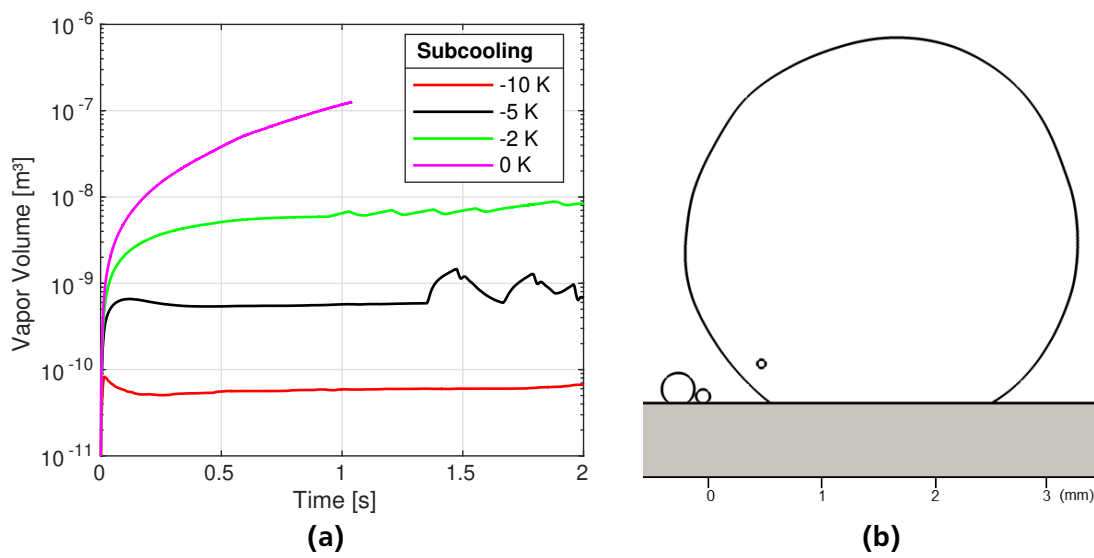 10⁻⁶
10⁻⁷
10⁻⁸
10⁻⁹
10⁻¹⁰
10⁻¹¹
Vapor Volume [m³]
Subcooling
-10 K
-5 K
-2 K
0 K
0 0.5 1 1.5 2
Time [s]
(a)
0 1 2 3 (mm)
(b)